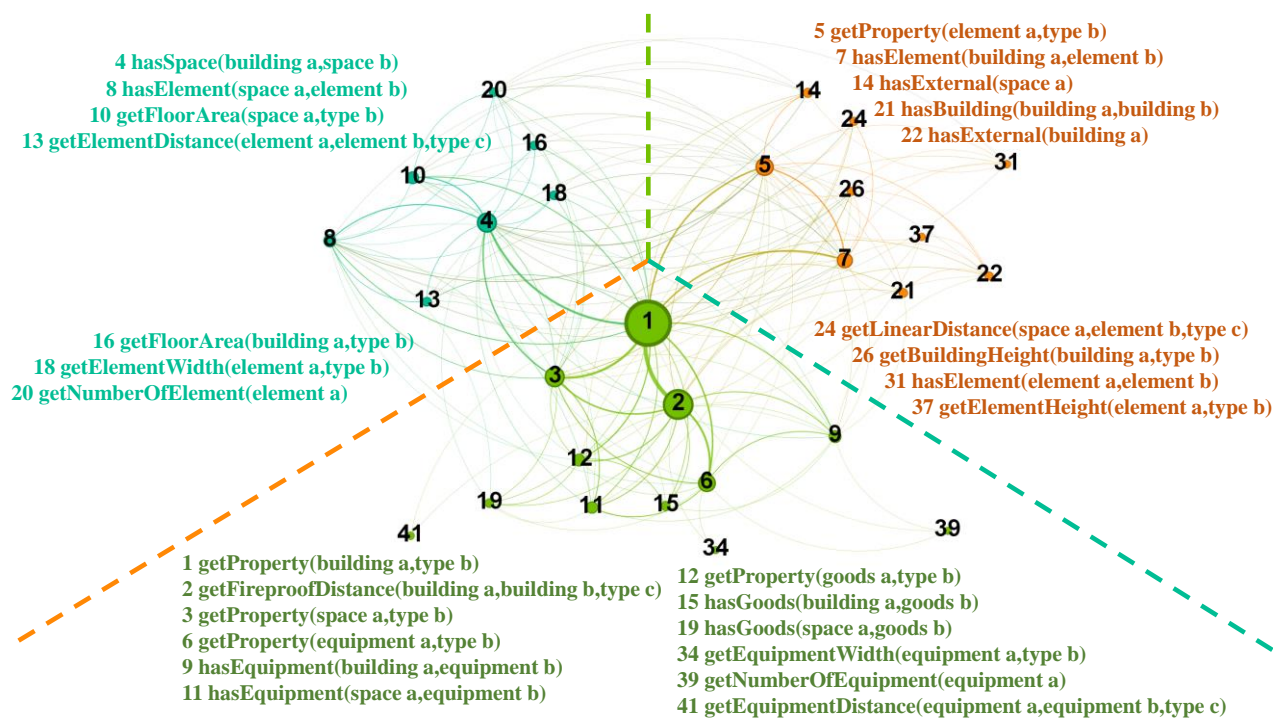 4 hasSpace(building a,space b)
8 hasElement(space a,element b)
10 getFloorArea(space a,type b)
13 getElementDistance(element a,element b,type c)
5 getProperty(element a,type b)
7 hasElement(building a,element b)
14 hasExternal(space a)
21 hasBuilding(building a,building b)
22 hasExternal(building a)
20
16
10
18
4
8
13
14
24
5
31
26
37
7
22
21
1
3
2
9
12
6
19
11
15
41
34
39
16 getFloorArea(building a,type b)
18 getElementWidth(element a,type b)
20 getNumberOfElement(element a)
24 getLinearDistance(space a,element b,type c)
26 getBuildingHeight(building a,type b)
31 hasElement(element a,element b)
37 getElementHeight(element a,type b)
1 getProperty(building a,type b)
2 getFireproofDistance(building a,building b,type c)
3 getProperty(space a,type b)
6 getProperty(equipment a,type b)
9 hasEquipment(building a,equipment b)
11 hasEquipment(space a,equipment b)
12 getProperty(goods a,type b)
15 hasGoods(building a,goods b)
19 hasGoods(space a,goods b)
34 getEquipmentWidth(equipment a,type b)
39 getNumberOfEquipment(equipment a)
41 getEquipmentDistance(equipment a,equipment b,type c)